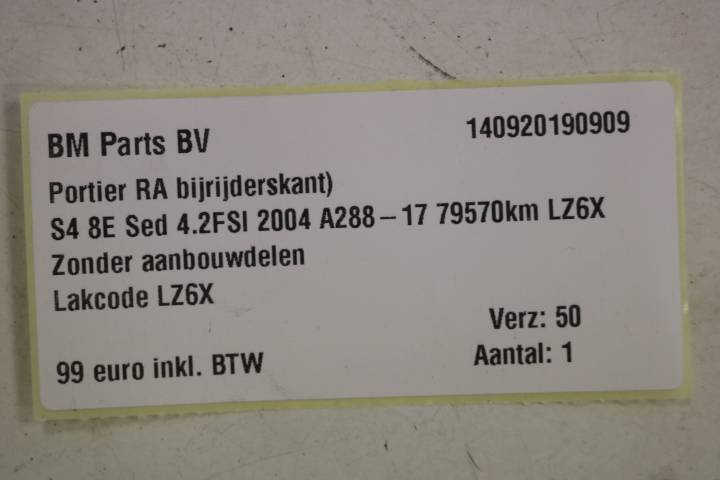 BM Parts BV
140920190909
Portier RA bijrijderskant)
S4 8E Sed 4.2FSI 2004 A288-17 79570km LZ6X
Zonder aanbouwdelen
Lakcode LZ6X
Verz: 50
99 euro inkl. BTW
Aantal: 1